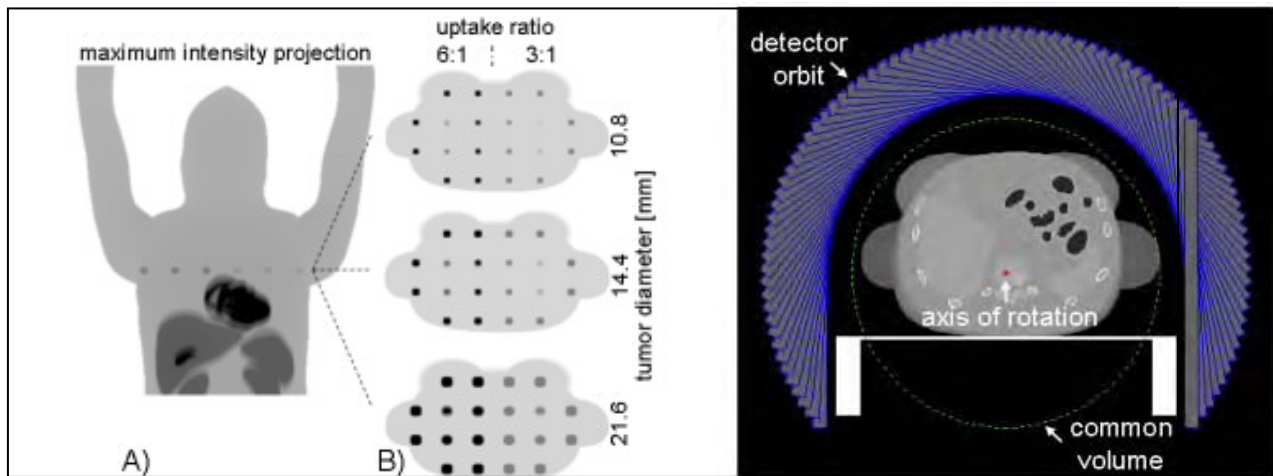 maximum intensity projection
uptake ratio
6:1 3:1
10.8
14.4
21.6
tumor diameter [mm]
A)
B)
detector
orbit
axis of rotation
common
volume